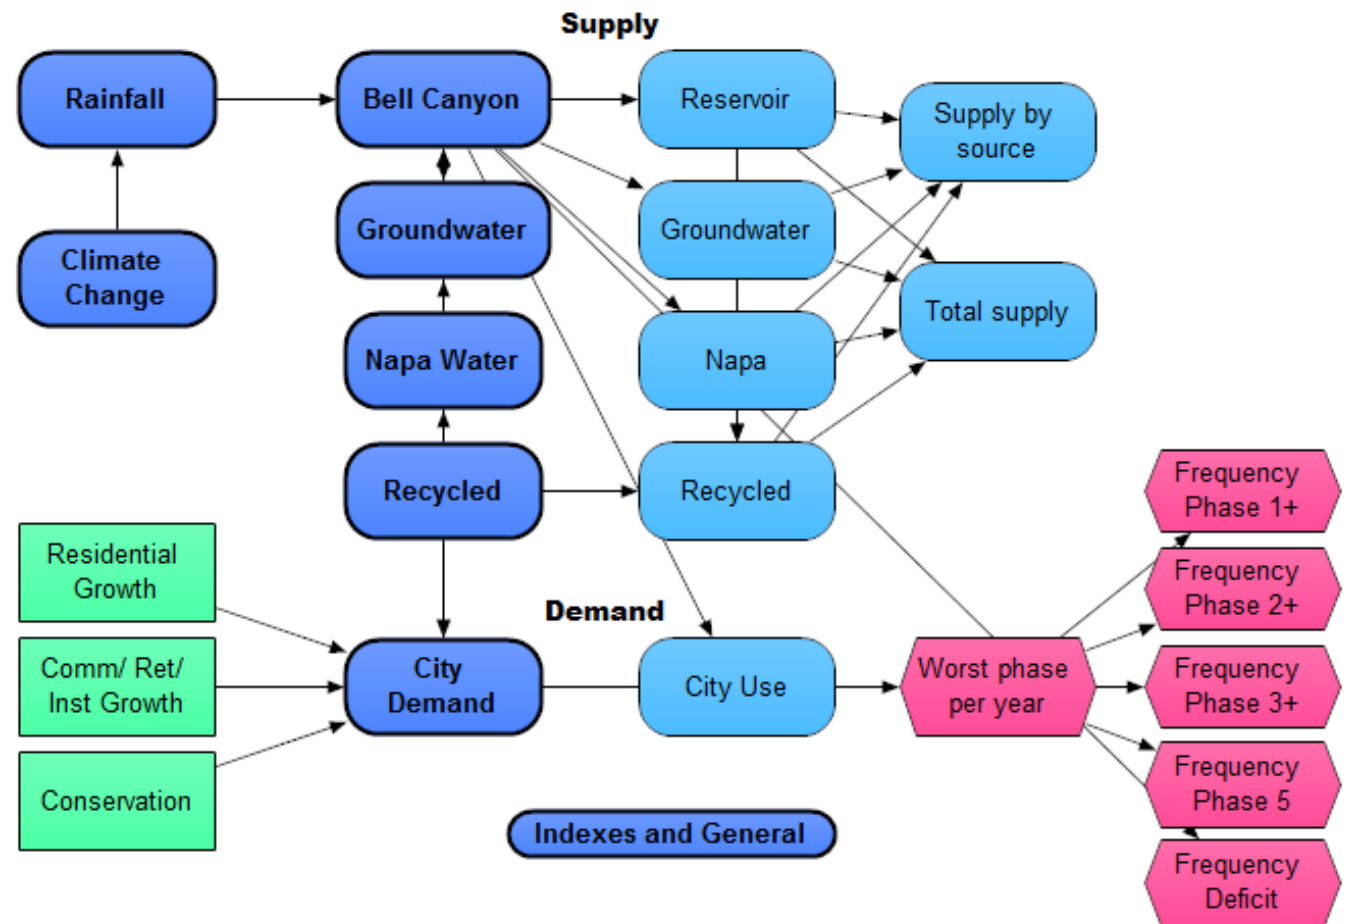 Supply
Rainfall
Bell Canyon
Reservoir
Supply by
source
Groundwater
Groundwater
Climate
Change
Napa Water
Napa
Total supply
Recycled
Recycled
Frequency
Phase 1+
Residential
Growth
Demand
Frequency
Phase 2+
Comm/ Ret/
Inst Growth
City
Demand
City Use
Worst phase
per year
Frequency
Phase 3+
Conservation
Frequency
Phase 5
Indexes and General
Frequency
Deficit